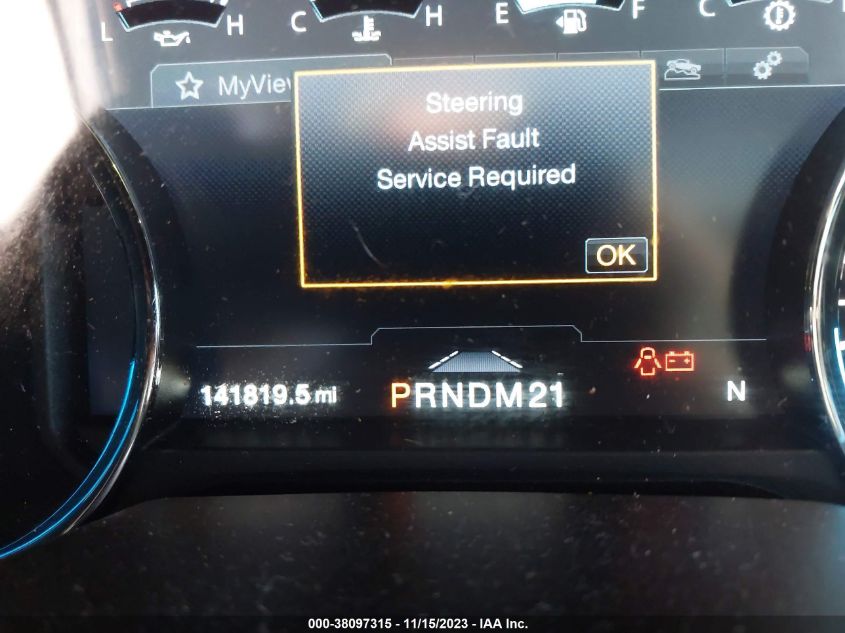 L H C H E F C
MyView
Steering
Assist Fault
Service Required
OK
141819.5 mi PRNDM21 N
000-38097315 - 11/15/2023 - IAA Inc.